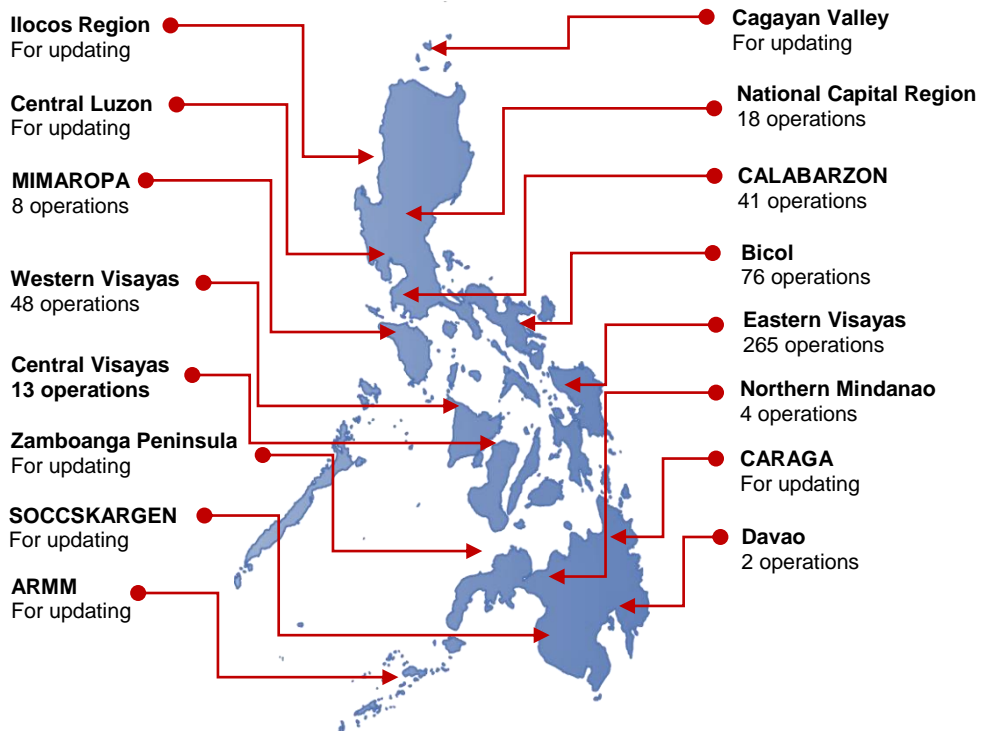 Ilocos Region
For updating
Central Luzon
For updating
MIMAROPA
8 operations
Western Visayas
48 operations
Central Visayas
13 operations
Zamboanga Peninsula
For updating
SOCCSKARGEN
For updating
ARMM
For updating
Cagayan Valley
For updating
National Capital Region
18 operations
CALABARZON
41 operations
Bicol
76 operations
Eastern Visayas
265 operations
Northern Mindanao
4 operations
CARAGA
For updating
Davao
2 operations